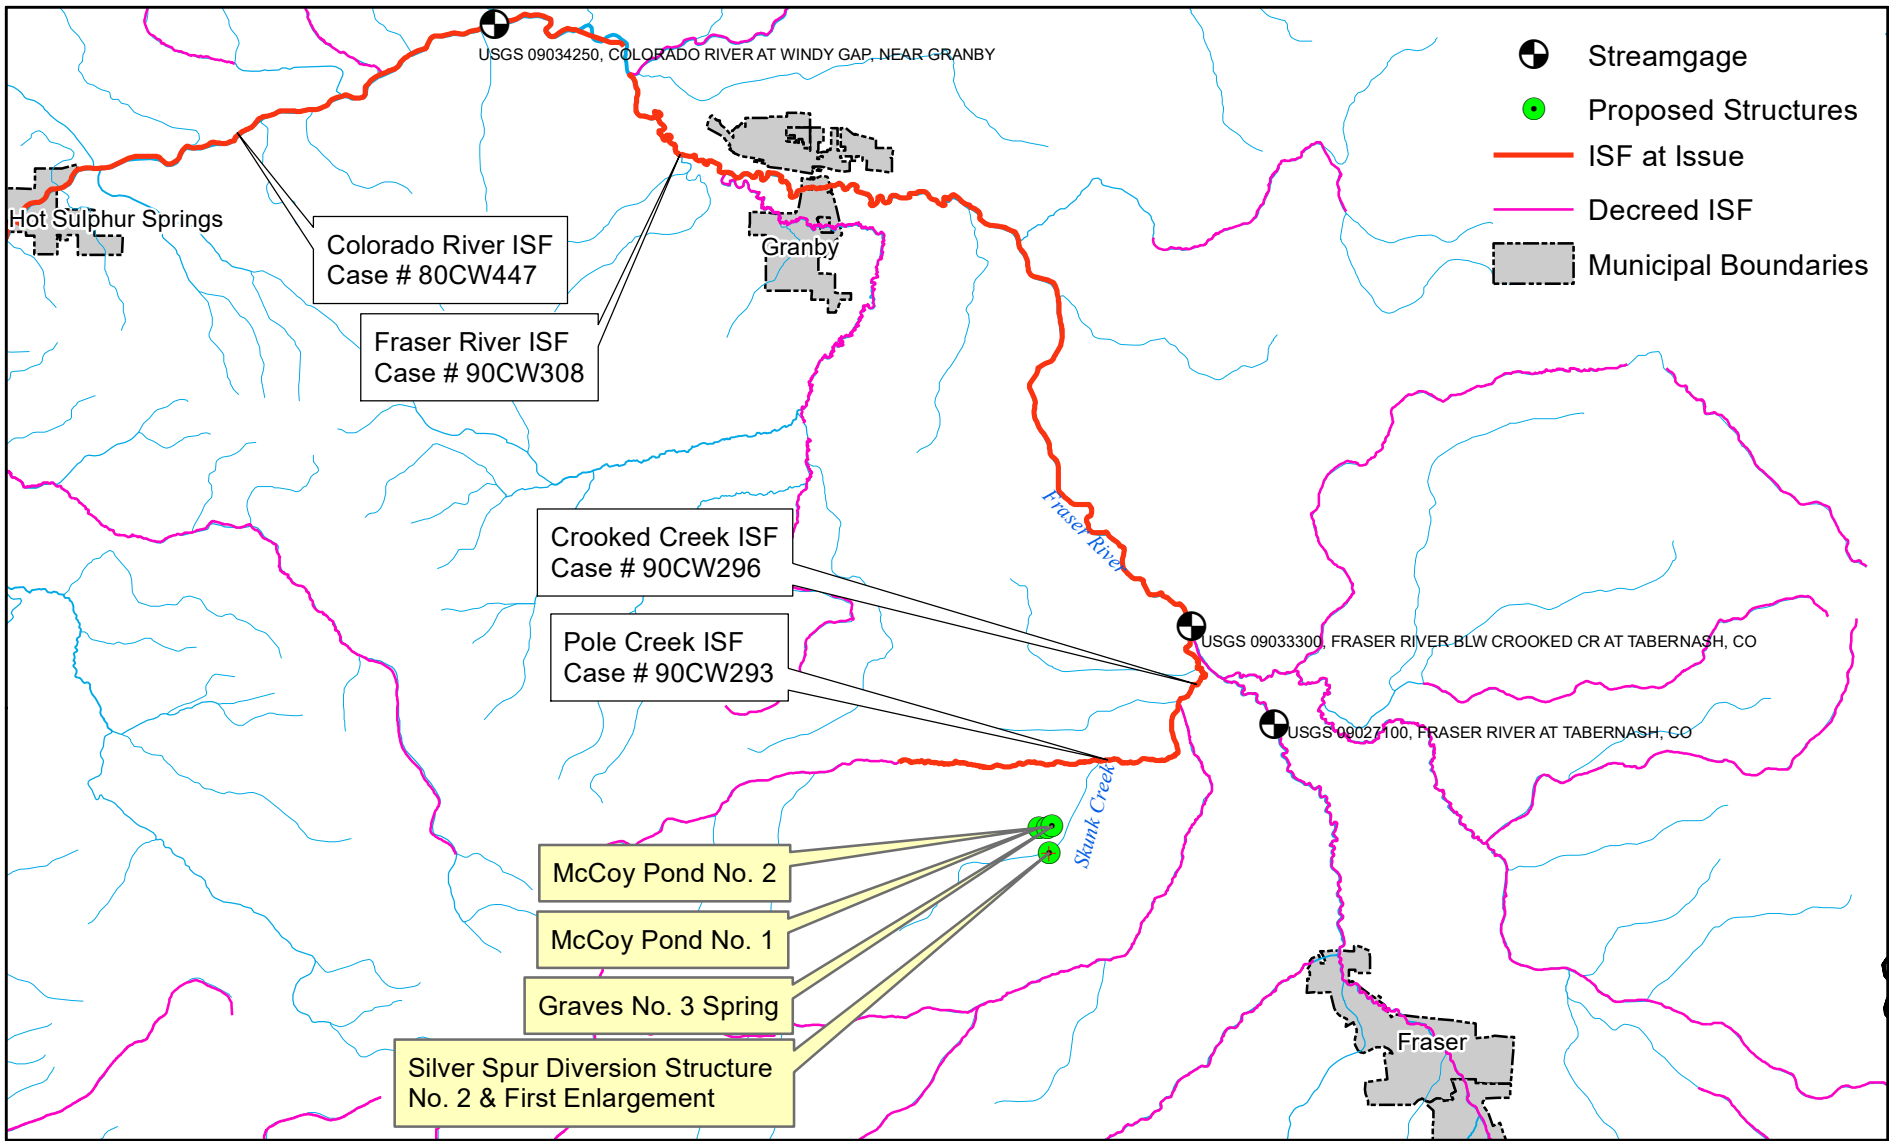 USGS 09034250, COLORADO RIVER AT WINDY GAP, NEAR GRANBY
Streamgage
Proposed Structures
ISF at Issue
Decreed ISF
Municipal Boundaries
Hot Sulphur Springs
Granby
Colorado River ISF
Case # 80CW447
Fraser River ISF
Case # 90CW308
Fraser River
Crooked Creek ISF
Case # 90CW296
Pole Creek ISF
Case # 90CW293
USGS 09033300, FRASER RIVER BLW CROOKED CR AT TABERNASH, CO
USGS 09027100, FRASER RIVER AT TABERNASH, CO
Skunk Creek
McCoy Pond No. 2
McCoy Pond No. 1
Graves No. 3 Spring
Silver Spur Diversion Structure
No. 2 & First Enlargement
Fraser